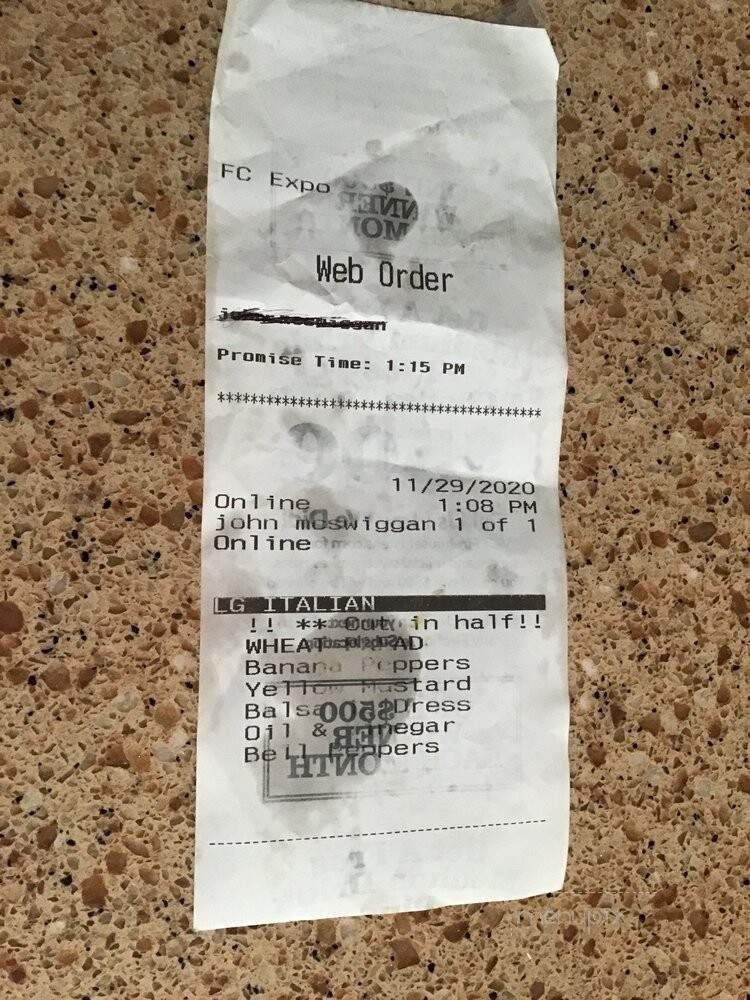 FC Expo
Web Order
Promise Time: 1:15 PM
****************************************
11/29/2020
Online 1:08 PM
john mcswiggan 1 of 1
Online
LG ITALIAN
!! ** Cut in half!!
WHEAT BREAD
Banana Peppers
Yellow Mustard
Balsa Dress
Oil & Vinegar
Bell Peppers
$500